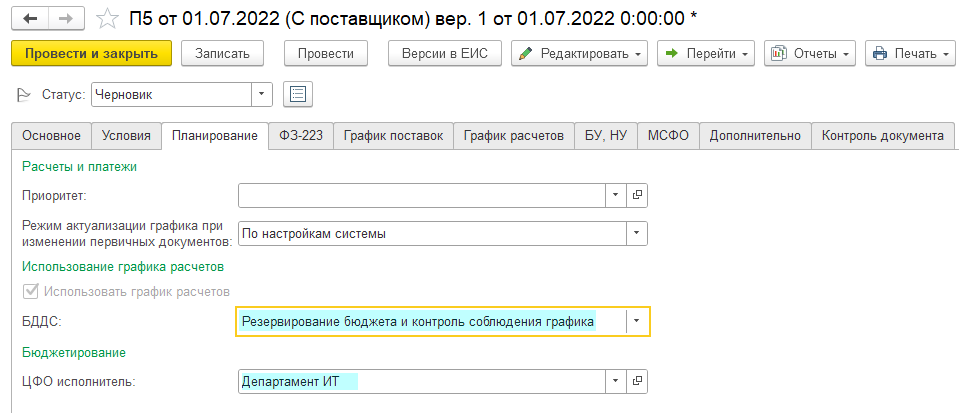 П5 от 01.07.2022 (С поставщиком) вер. 1 от 01.07.2022 0:00:00 *
Провести и закрыть Записать Провести Версии в ЕИС Редактировать Перейти Отчеты Печать
Статус: Черновик
Основное Условия Планирование ФЗ-223 График поставок График расчетов БУ, НУ МСФО Дополнительно Контроль документа
Расчеты и платежи
Приоритет:
Режим актуализации графика при
изменении первичных документов: По настройкам системы
Использование графика расчетов
Использовать график расчетов
БДДС: Резервирование бюджета и контроль соблюдения графика
Бюджетирование
ЦФО исполнитель: Департамент ИТ